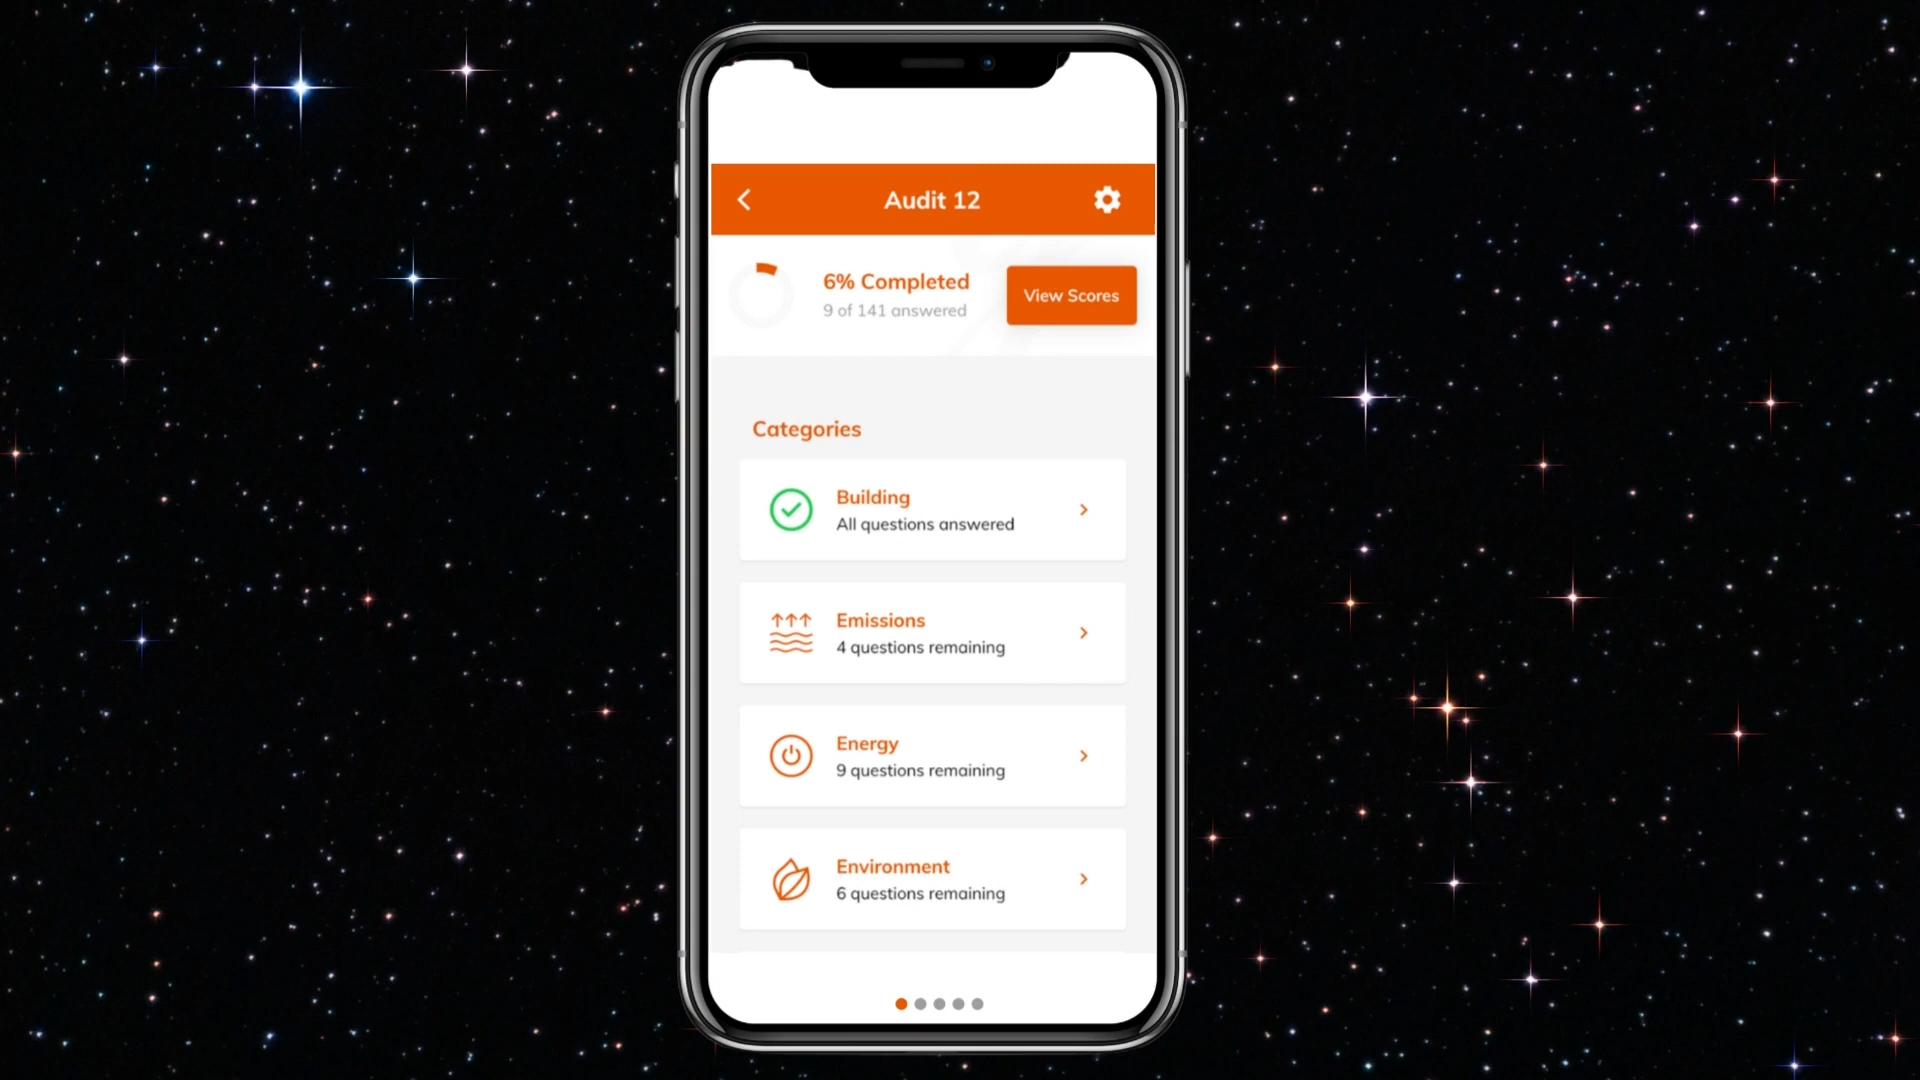 Audit 12
6% Completed
9 of 141 answered
View Scores
Categories
Building
All questions answered
Emissions
4 questions remaining
Energy
9 questions remaining
Environment
6 questions remaining